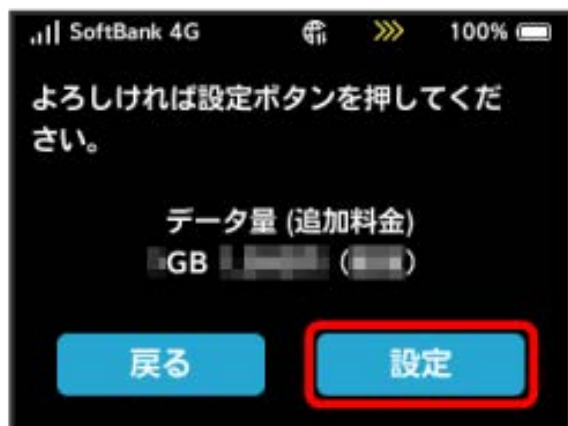 SoftBank 4G 100%
よろしければ設定ボタンを押してくだ
さい。
データ量 (追加料金)
GB ( )
戻る 設定